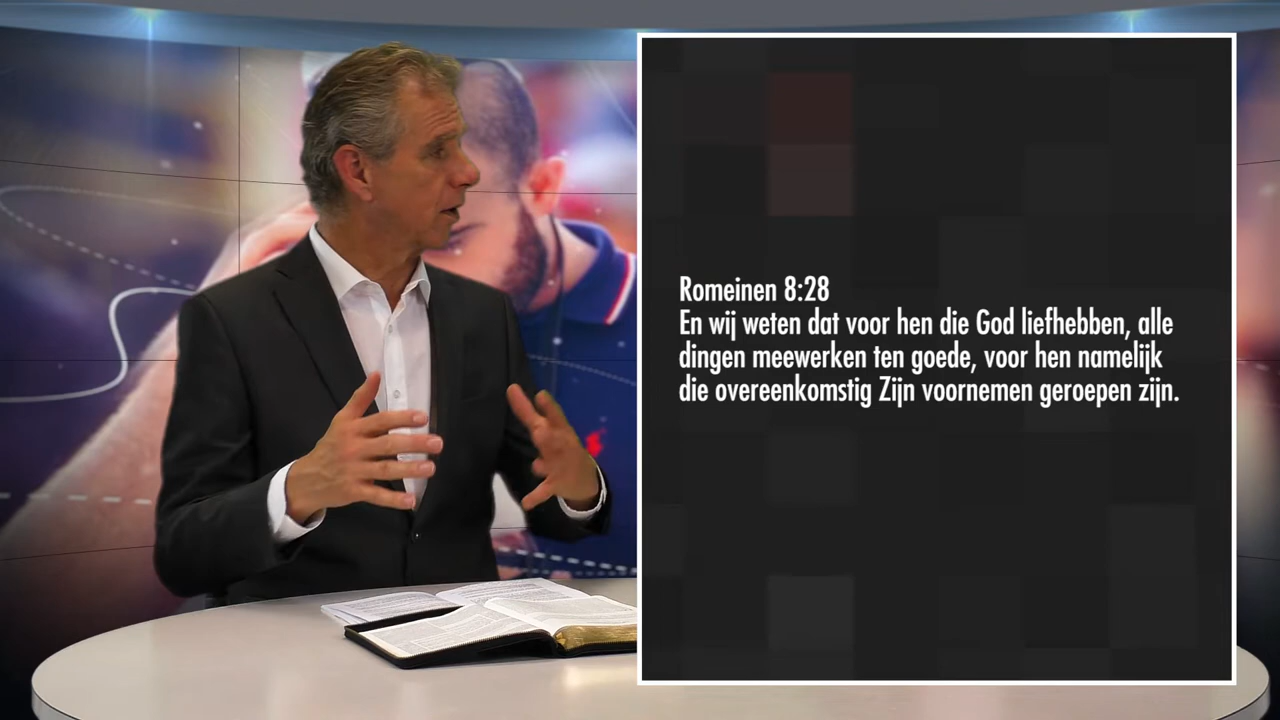 Romeinen 8:28
En wij weten dat voor hen die God liefhebben, alle
dingen meewerken ten goede, voor hen namelijk
die overeenkomstig Zijn voornemen geroepen zijn.